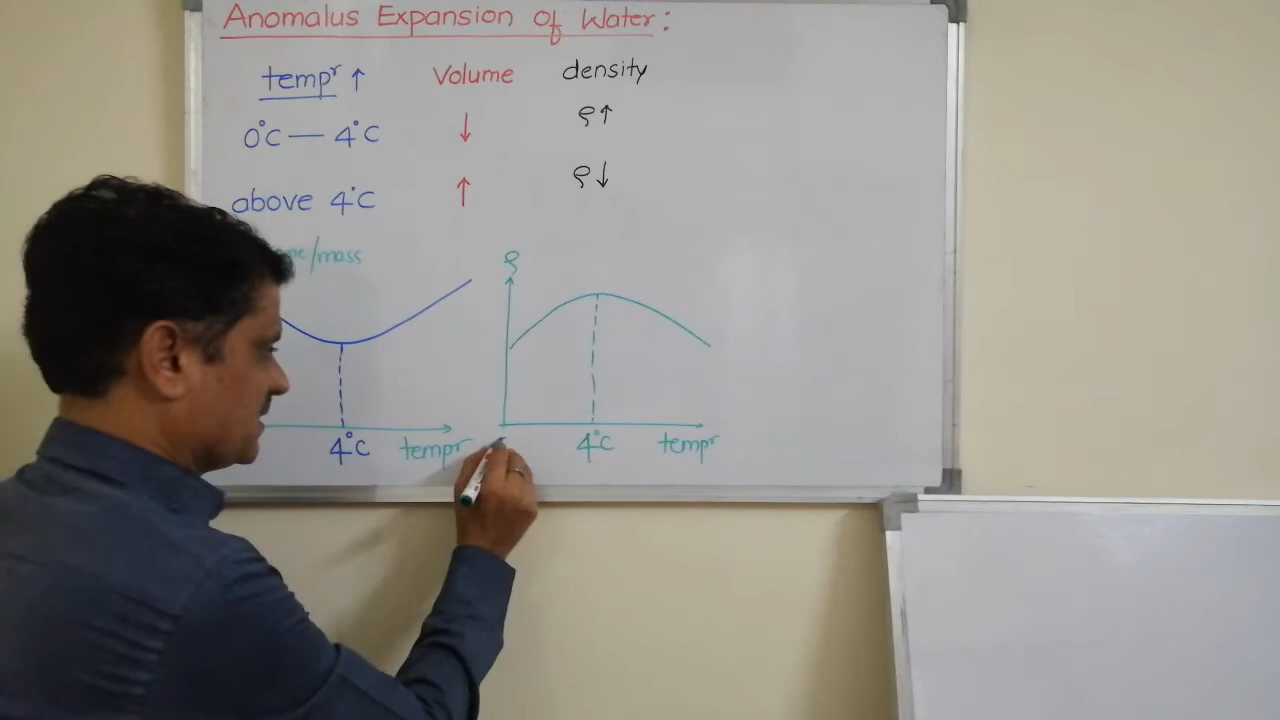 Anomalus Expansion of Water:
tempr ↑ Volume density
0°C — 4°C ↓ ρ↑
above 4°C ↑ ρ↓
/mass ρ
4°C tempr 4°C tempr